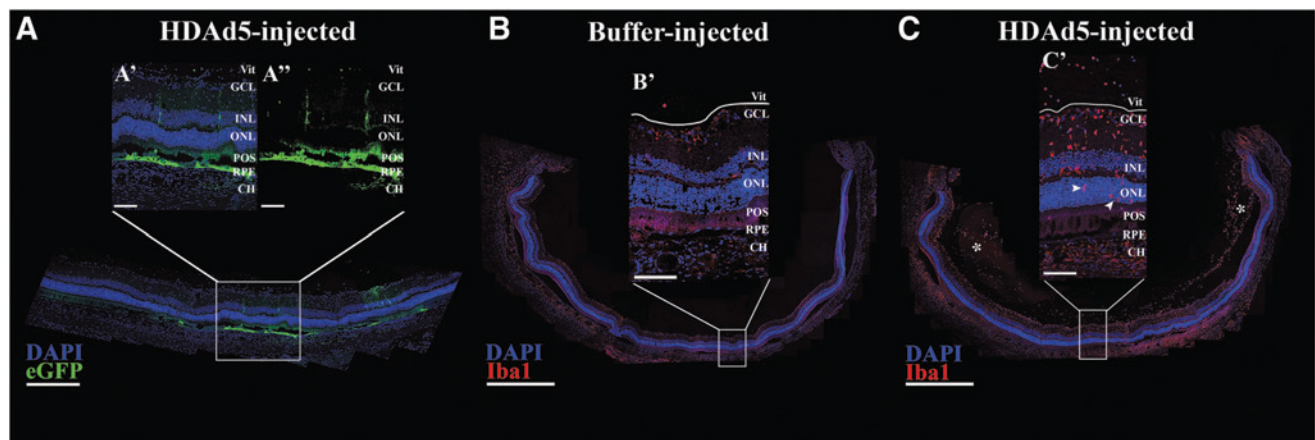 A
HDAd5-injected
A'
A''
Vit
GCL
INL
ONL
POS
RPE
CH
Vit
GCL
INL
ONL
POS
RPE
CH
DAPI
eGFP
B
Buffer-injected
B'
Vit
GCL
INL
ONL
POS
RPE
CH
DAPI
Iba1
C
HDAd5-injected
C'
Vit
GCL
INL
ONL
POS
RPE
CH
*
*
DAPI
Iba1